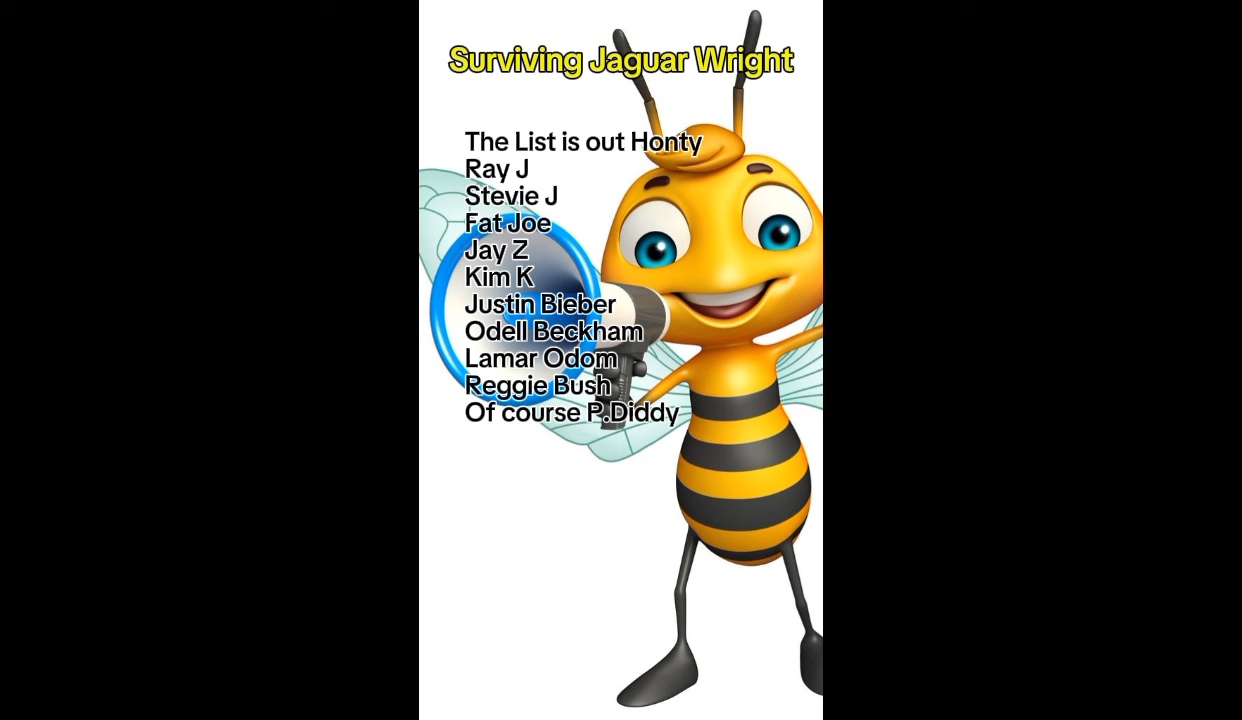 Surviving Jaguar Wright
The List is out Honty
Ray J
Stevie J
Fat Joe
Jay Z
Kim K
Justin Bieber
Odell Beckham
Lamar Odom
Reggie Bush
Of course P.Diddy